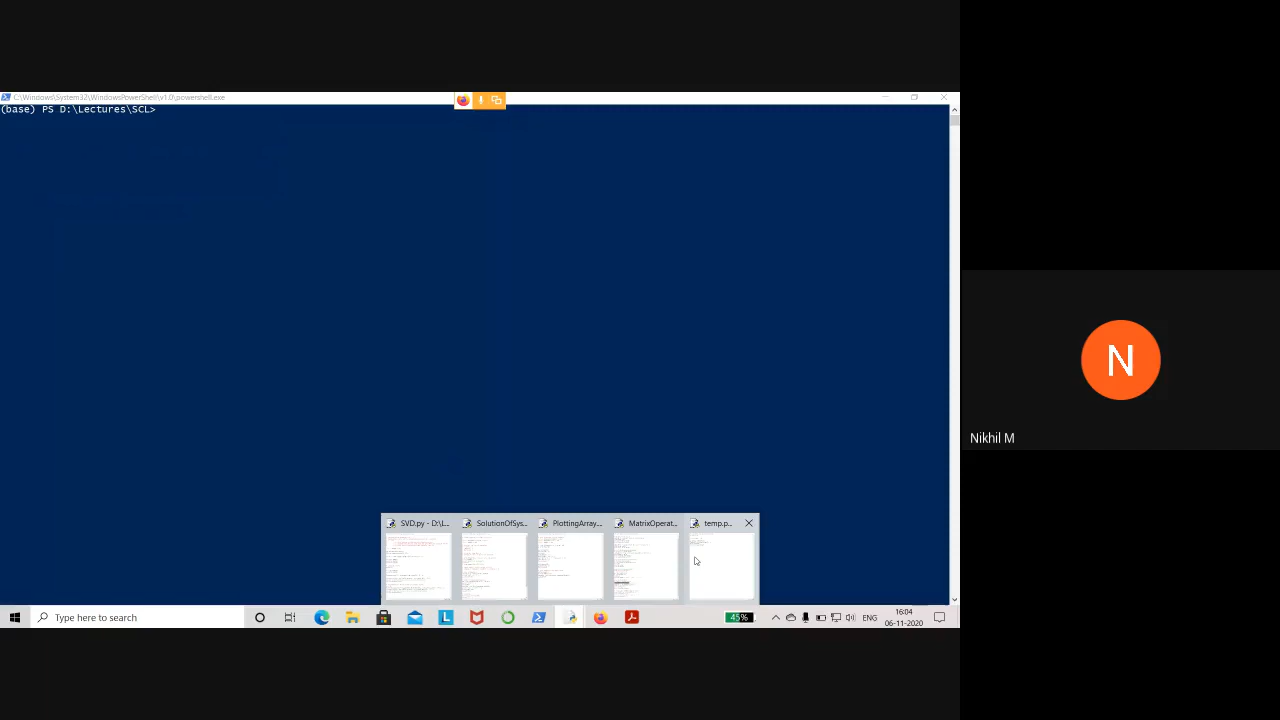 C:\Windows\System32\WindowsPowerShell\v1.0\powershell.exe
(base) PS D:\Lectures\SCL>
N
Nikhil M
SVD.py - D:\L...
SolutionOfSys...
PlottingArray....
MatrixOperat...
temp.p...
Type here to search
45%
ENG
16:04
06-11-2020